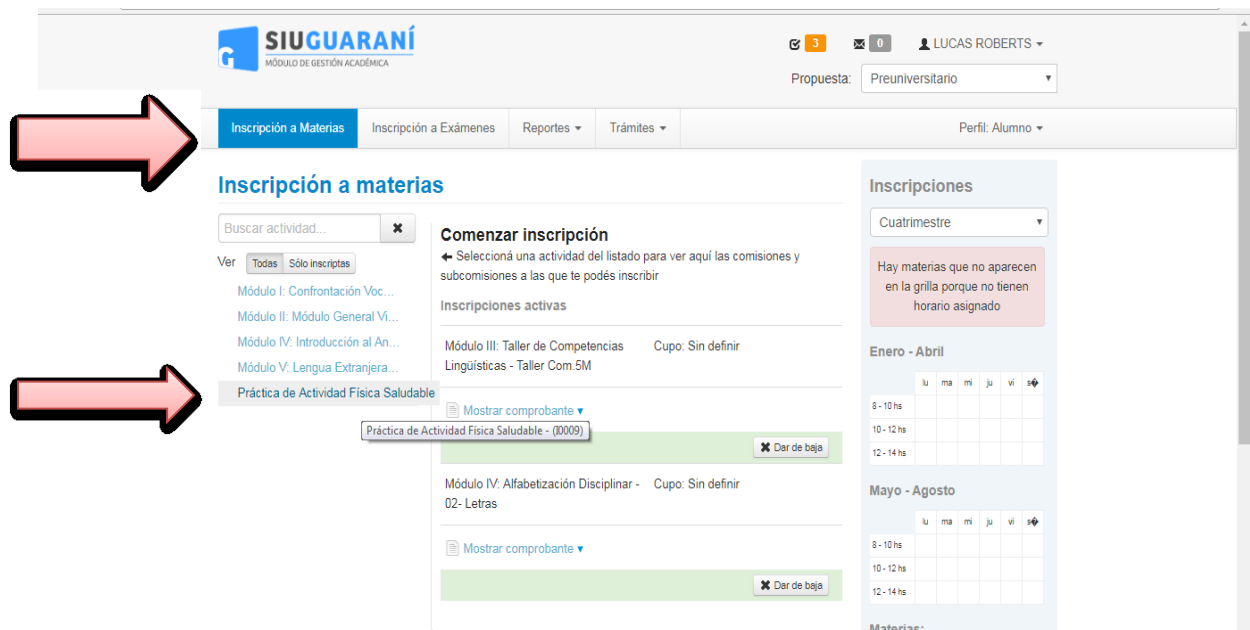 SIUGUARANÍ
MÓDULO DE GESTIÓN ACADÉMICA
3
0
LUCAS ROBERTS
Propuesta:
Preuniversitario
Inscripción a Materias
Inscripción a Exámenes
Reportes
Trámites
Perfil: Alumno
Inscripción a materias
Buscar actividad...
Ver
Todas
Sólo inscriptas
Módulo I: Confrontación Voc...
Módulo II: Módulo General Vi...
Módulo IV: Introducción al An...
Módulo V: Lengua Extranjera...
Práctica de Actividad Física Saludable
Práctica de Actividad Física Saludable - (I0009)
Comenzar inscripción
Seleccioná una actividad del listado para ver aquí las comisiones y
subcomisiones a las que te podés inscribir
Inscripciones activas
Módulo III: Taller de Competencias
Lingüísticas - Taller Com.5M
Cupo: Sin definir
Mostrar comprobante
Dar de baja
Módulo IV: Alfabetización Disciplinar -
02- Letras
Cupo: Sin definir
Mostrar comprobante
Dar de baja
Inscripciones
Cuatrimestre
Hay materias que no aparecen
en la grilla porque no tienen
horario asignado
Enero - Abril
lu ma mi ju vi s�
8 - 10 hs
10 - 12 hs
12 - 14 hs
Mayo - Agosto
lu ma mi ju vi s�
8 - 10 hs
10 - 12 hs
12 - 14 hs
Materias: